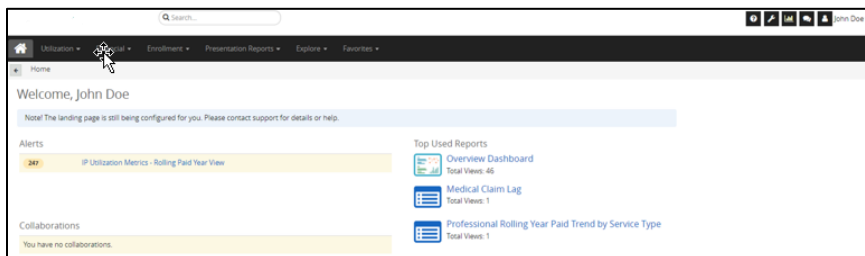 Search...
John Doe
Utilization Enrollment Presentation Reports Explore Favorites
Home
Welcome, John Doe
Note! The landing page is still being configured for you. Please contact support for details or help.
Alerts
247 IP Utilization Metrics - Rolling Paid Year View
Collaborations
You have no collaborations.
Top Used Reports
Overview Dashboard
Total Views: 46
Medical Claim Lag
Total Views: 1
Professional Rolling Year Paid Trend by Service Type
Total Views: 1